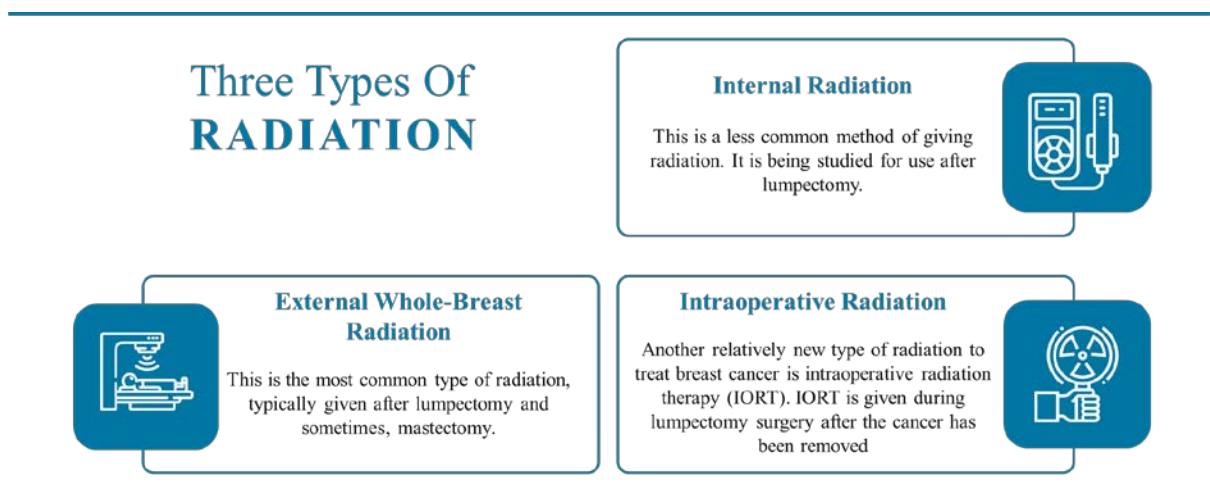 Three Types Of
RADIATION
Internal Radiation
This is a less common method of giving
radiation. It is being studied for use after
lumpectomy.
External Whole-Breast
Radiation
This is the most common type of radiation,
typically given after lumpectomy and
sometimes, mastectomy.
Intraoperative Radiation
Another relatively new type of radiation to
treat breast cancer is intraoperative radiation
therapy (IORT). IORT is given during
lumpectomy surgery after the cancer has
been removed